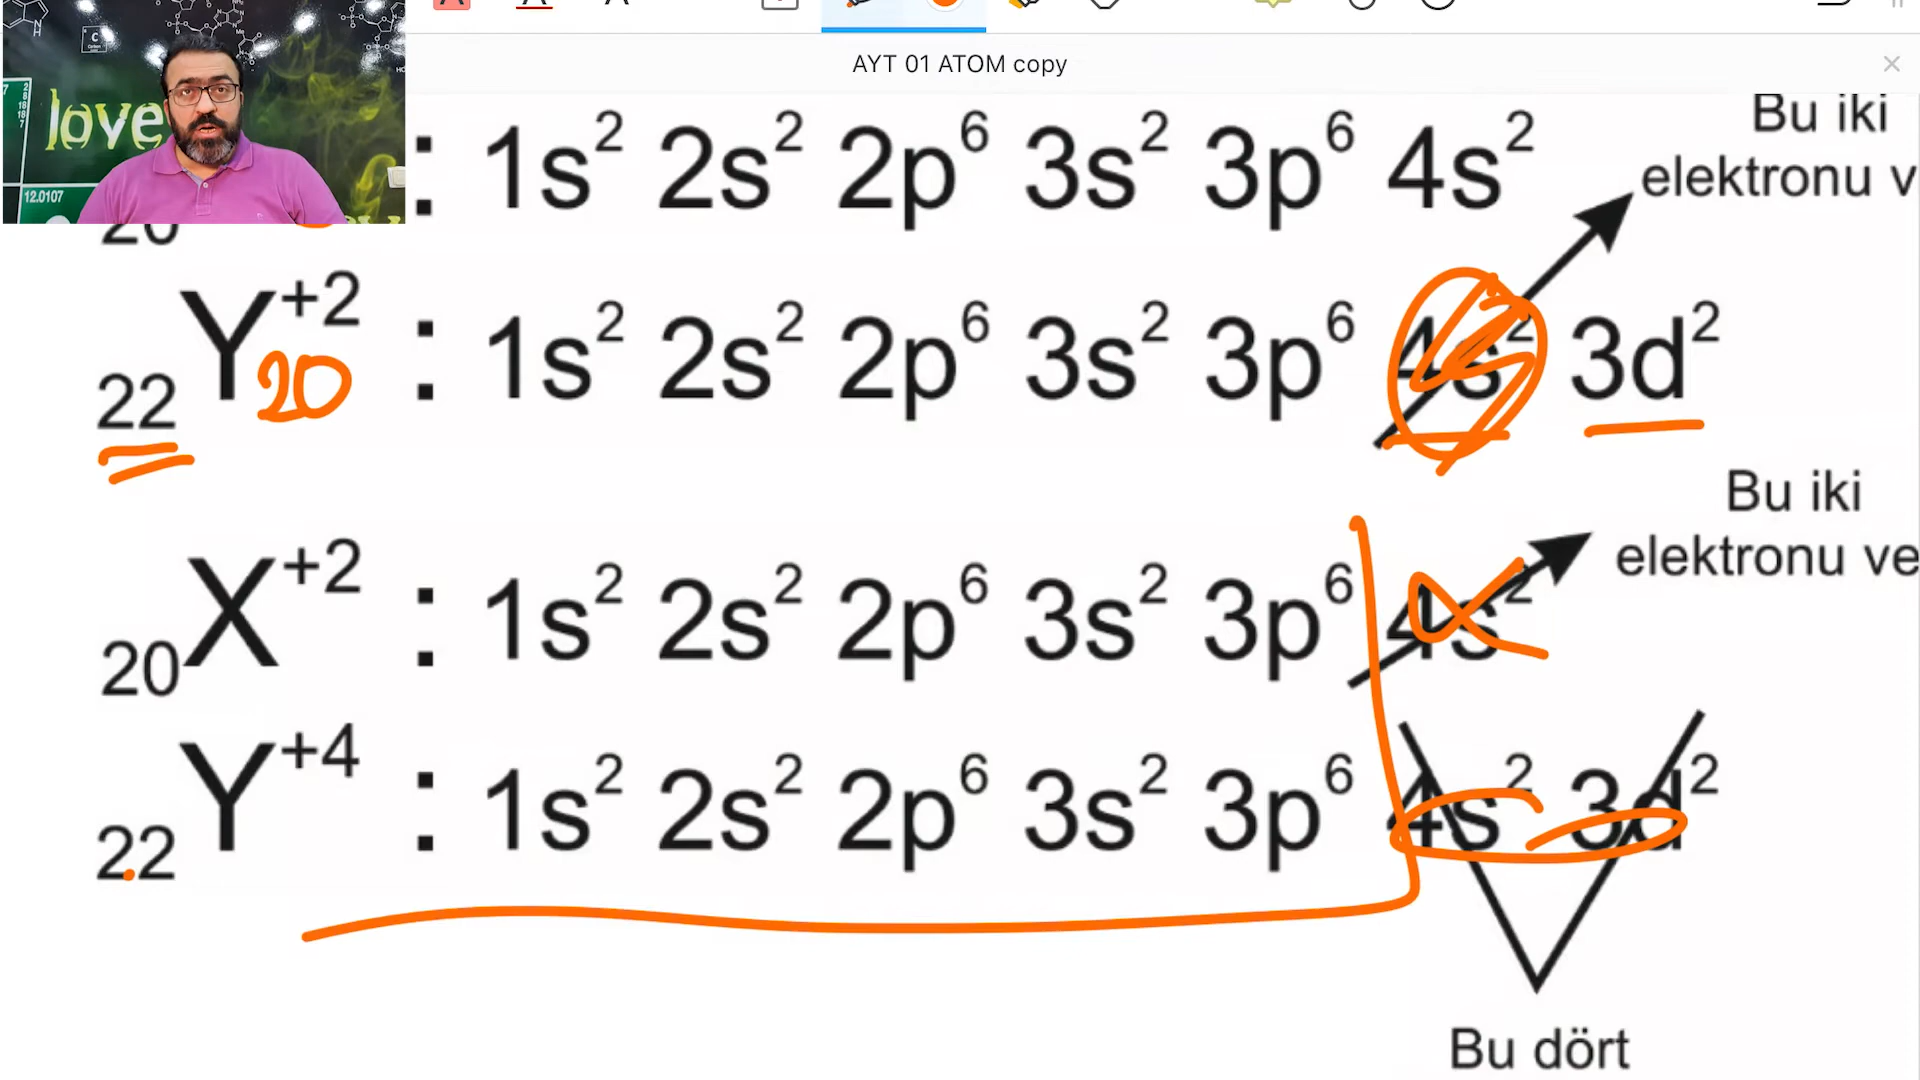 AYT 01 ATOM copy
love
C
12.0107
Bu iki
elektronu v
20 : 1s² 2s² 2p⁶ 3s² 3p⁶ 4s²
₂₂Y⁺² : 1s² 2s² 2p⁶ 3s² 3p⁶ 4s² 3d²
20
Bu iki
elektronu ve
₂₀X⁺² : 1s² 2s² 2p⁶ 3s² 3p⁶ 4s²
₂₂Y⁺⁴ : 1s² 2s² 2p⁶ 3s² 3p⁶ 4s² 3d²
Bu dört